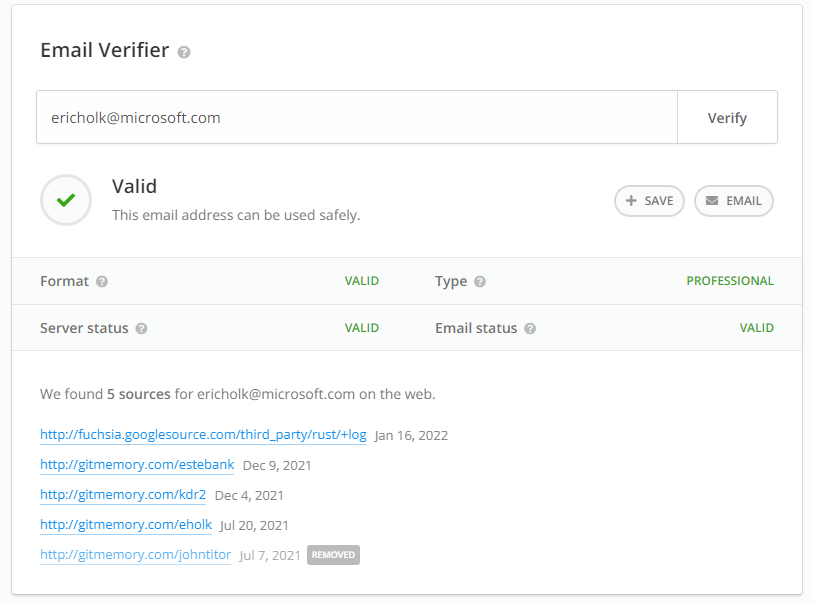 Email Verifier ?
ericholk@microsoft.com Verify
Valid
This email address can be used safely.
+ SAVE EMAIL
Format ? VALID Type ? PROFESSIONAL
Server status ? VALID Email status ? VALID
We found 5 sources for ericholk@microsoft.com on the web.
http://fuchsia.googlesource.com/third_party/rust/+log Jan 16, 2022
http://gitmemory.com/estebank Dec 9, 2021
http://gitmemory.com/kdr2 Dec 4, 2021
http://gitmemory.com/eholk Jul 20, 2021
http://gitmemory.com/johntitor Jul 7, 2021 REMOVED